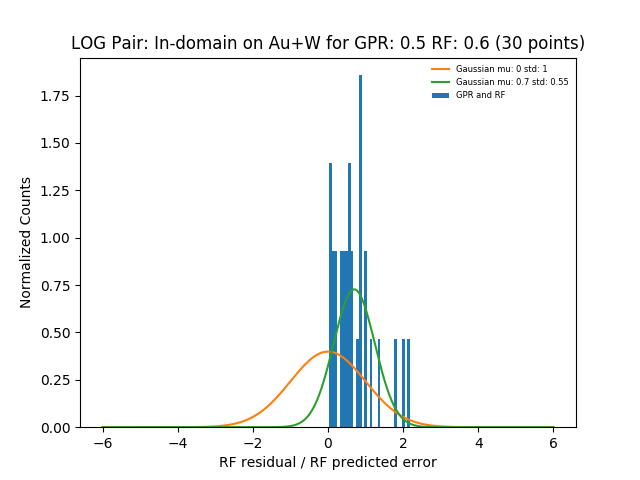 LOG Pair: In-domain on Au+W for GPR: 0.5 RF: 0.6 (30 points)
Gaussian mu: 0 std: 1
Gaussian mu: 0.7 std: 0.55
GPR and RF
Normalized Counts
1.75
1.50
1.25
1.00
0.75
0.50
0.25
0.00
−6 −4 −2 0 2 4 6
RF residual / RF predicted error